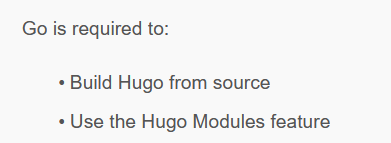 Go is required to:
• Build Hugo from source
• Use the Hugo Modules feature